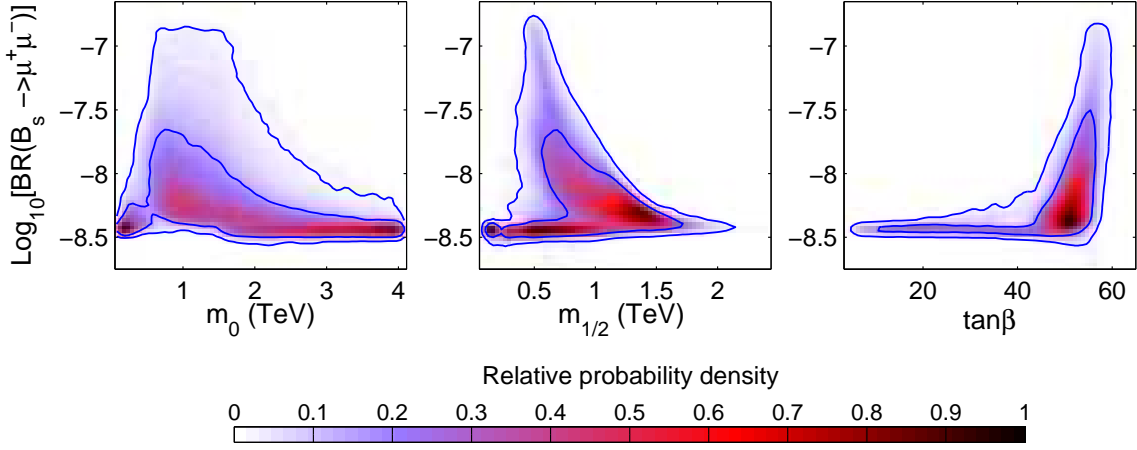 Log10[BR(Bs ->μ+μ−)]
−7
−7.5
−8
−8.5
1 2 3 4
m0 (TeV)
−7
−7.5
−8
−8.5
0.5 1 1.5 2
m1/2 (TeV)
−7
−7.5
−8
−8.5
20 40 60
tanβ
Relative probability density
0 0.1 0.2 0.3 0.4 0.5 0.6 0.7 0.8 0.9 1